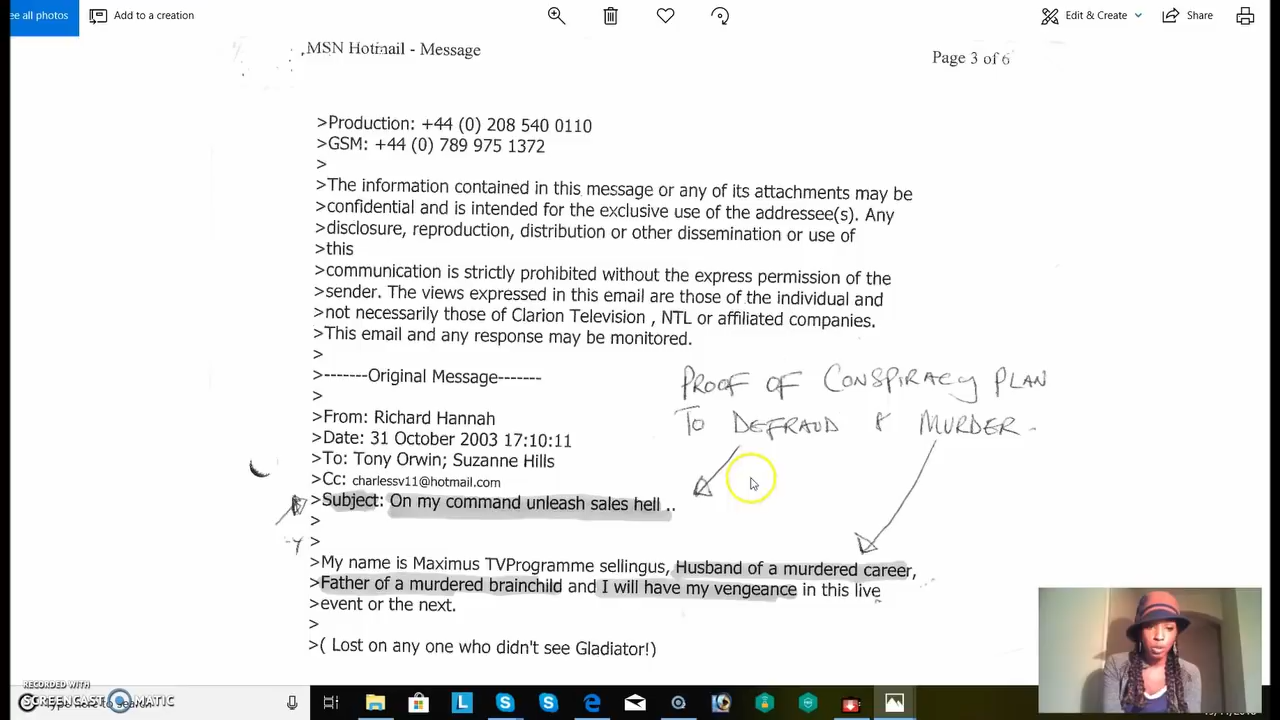 ee all photos
Add to a creation
Edit & Create
Share
MSN Hotmail - Message
Page 3 of 6
>Production: +44 (0) 208 540 0110
>GSM: +44 (0) 789 975 1372
>
>The information contained in this message or any of its attachments may be
>confidential and is intended for the exclusive use of the addressee(s). Any
>disclosure, reproduction, distribution or other dissemination or use of
>this
>communication is strictly prohibited without the express permission of the
>sender. The views expressed in this email are those of the individual and
>not necessarily those of Clarion Television , NTL or affiliated companies.
>This email and any response may be monitored.
>
>-------Original Message-------
>
PROOF OF CONSPIRACY PLAN
TO DEFRAUD & MURDER.
>From: Richard Hannah
>Date: 31 October 2003 17:10:11
>To: Tony Orwin; Suzanne Hills
>Cc: charlessv11@hotmail.com
>Subject: On my command unleash sales hell ..
>
>
>My name is Maximus TVProgramme sellingus, Husband of a murdered career,
>Father of a murdered brainchild and I will have my vengeance in this live
>event or the next.
>
>( Lost on any one who didn't see Gladiator!)
RECORDED WITH
SCREENCAST MATIC